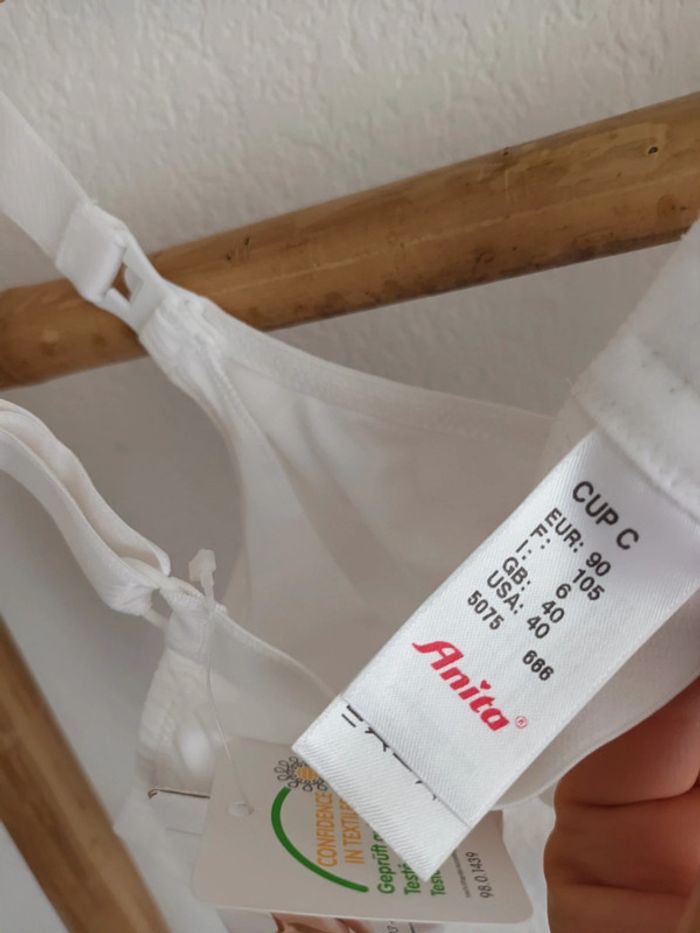 CUP C
EUR: 90
F: 105
I: 6
GB: 40
USA: 40
5075 666
Anita®
CONFIDENCE
IN TEXTILE
Geprüft a
98.0.1439